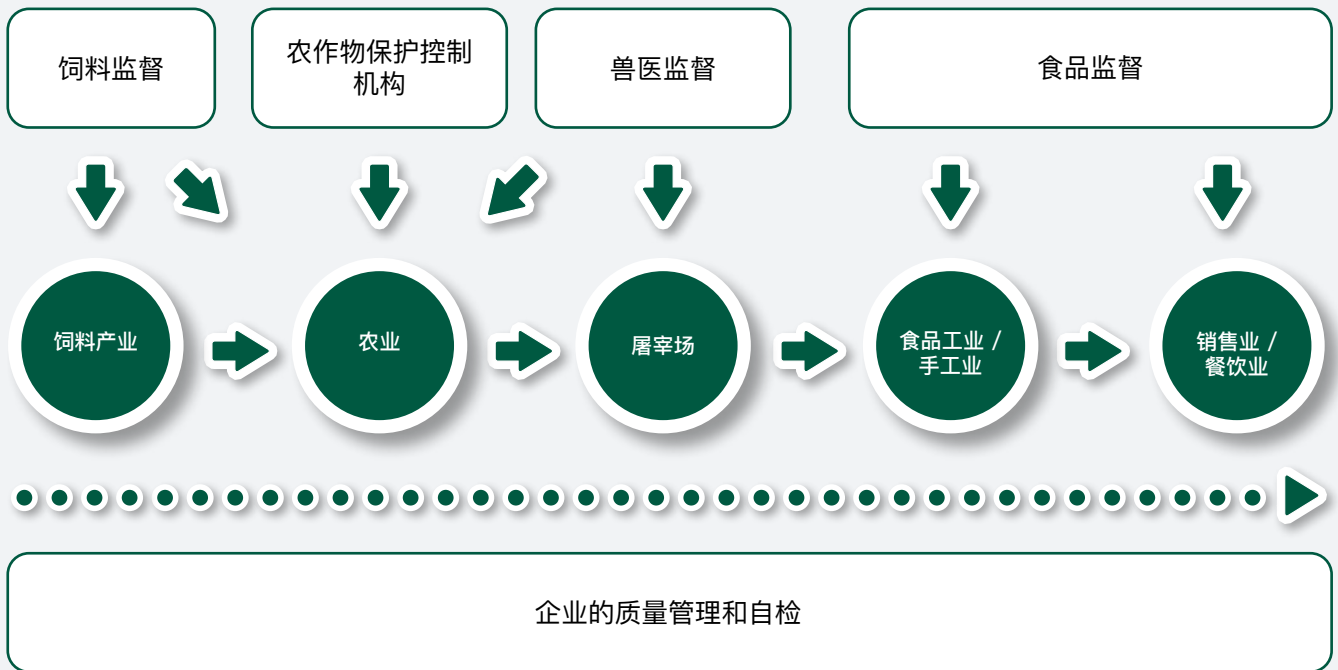 饲料监督
农作物保护控制
机构
兽医监督
食品监督
饲料产业
农业
屠宰场
食品工业 /
手工业
销售业 /
餐饮业
企业的质量管理和自检